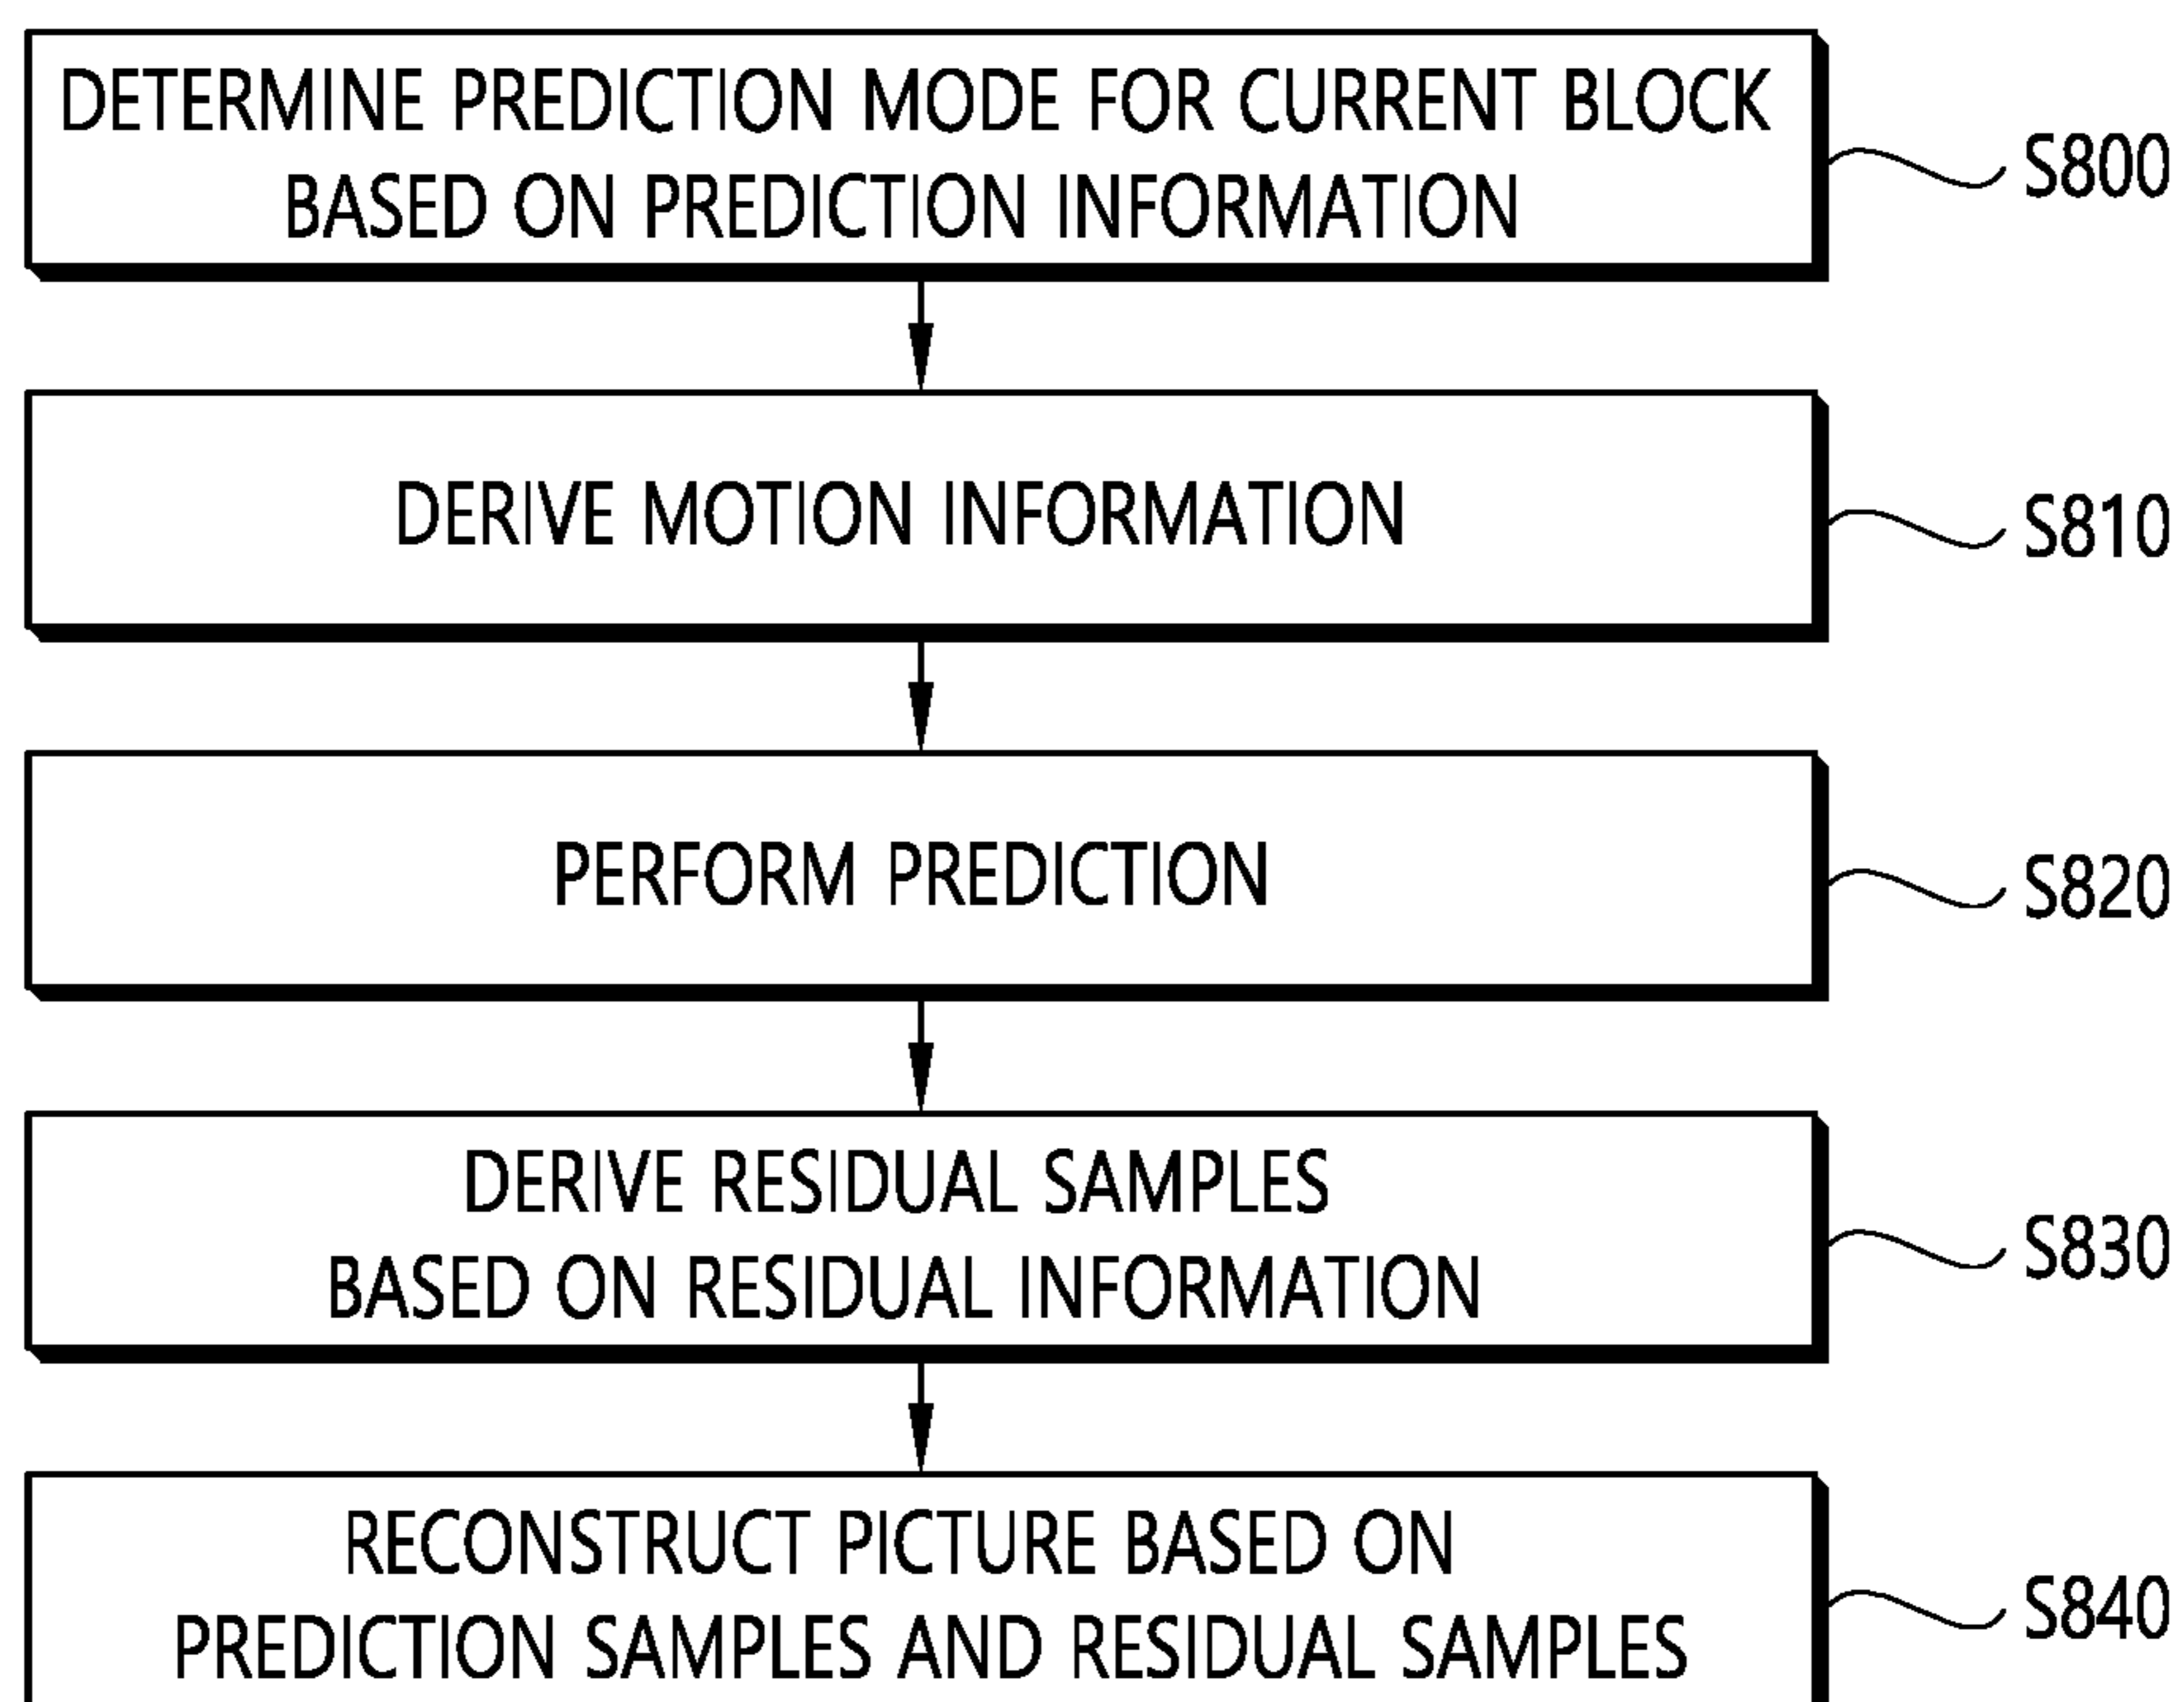 DETERMINE PREDICTION MODE FOR CURRENT BLOCK
BASED ON PREDICTION INFORMATION
S800
DERIVE MOTION INFORMATION
S810
PERFORM PREDICTION
S820
DERIVE RESIDUAL SAMPLES
BASED ON RESIDUAL INFORMATION
S830
RECONSTRUCT PICTURE BASED ON
PREDICTION SAMPLES AND RESIDUAL SAMPLES
S840